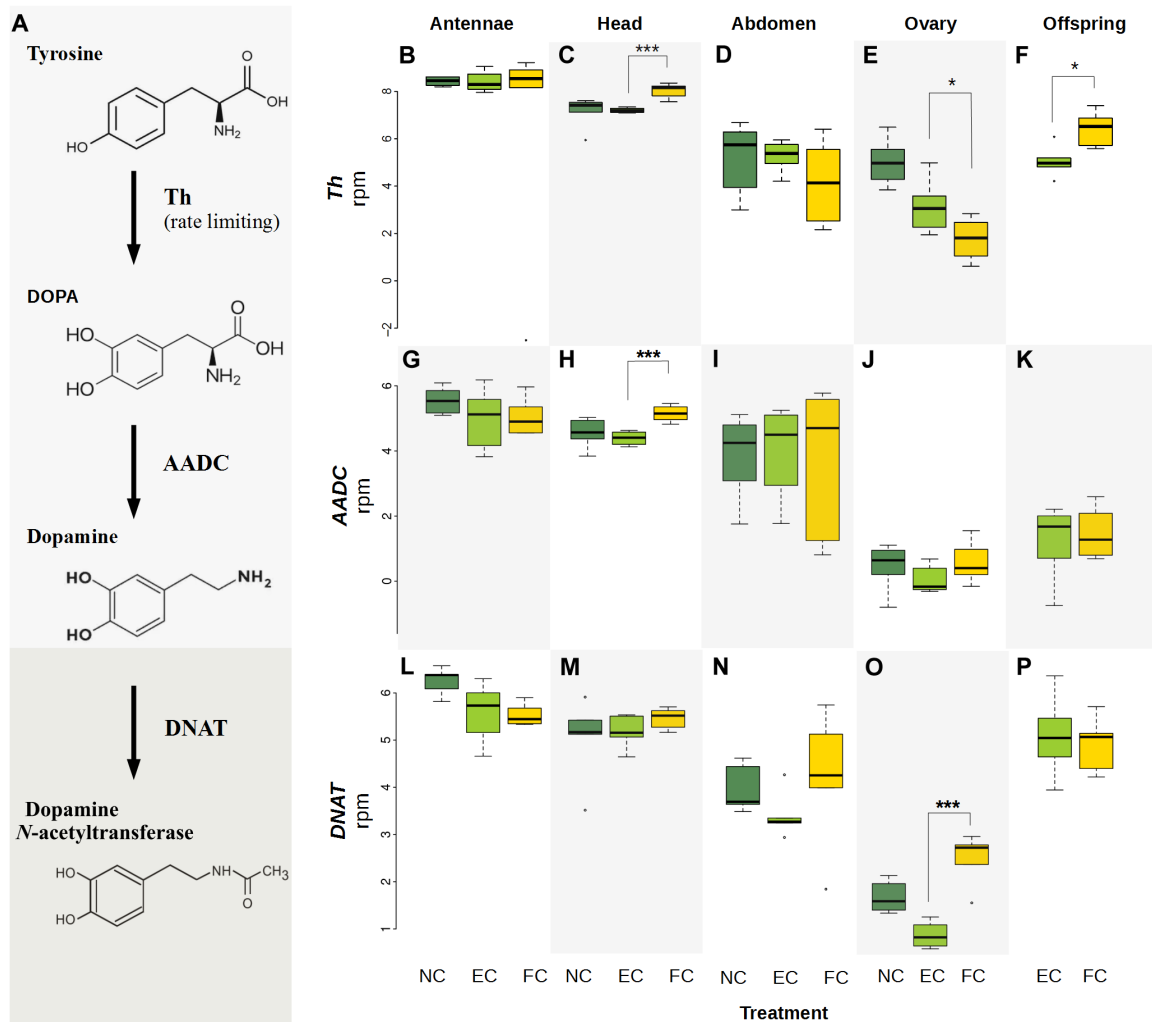 A
Tyrosine
O
OH
NH2
HO
Th
(rate limiting)
DOPA
O
HO
OH
HO
NH2
AADC
Dopamine
HO
NH2
HO
DNAT
Dopamine
N-acetyltransferase
HO
NH
CH3
O
HO
Antennae Head Abdomen Ovary Offspring
B C D E F
*** * *
Th
rpm
8
6
4
2
0
−2
G H I J K
***
AADC
rpm
6
4
2
0
L M N O P
***
DNAT
rpm
6
5
4
3
2
1
NC EC FC NC EC FC NC EC FC NC EC FC EC FC
Treatment